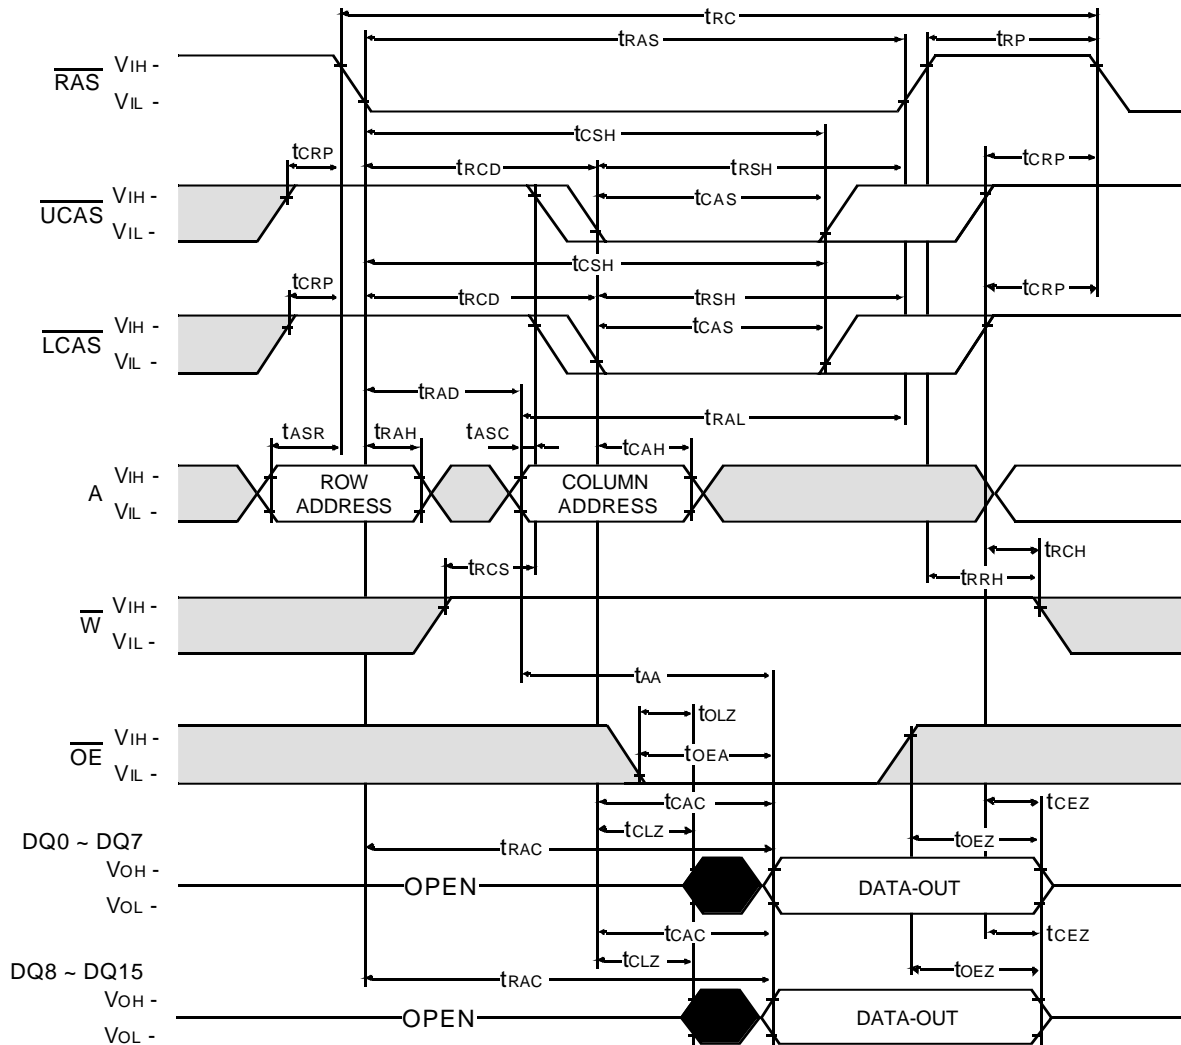 tRC
tRAS tRP
RAS VIH -
VIL -
tCSH
tCRP tRCD tRSH tCRP
UCAS VIH -
tCAS
VIL -
tCSH
tCRP tRCD tRSH tCRP
LCAS VIH -
tCAS
VIL -
tRAD
tRAL
tASR tRAH tASC tCAH
A VIH -
VIL -
ROW
ADDRESS
COLUMN
ADDRESS
tRCH
tRCS tRRH
W VIH -
VIL -
tAA
tOLZ
OE VIH -
tOEA
VIL -
tCAC tCEZ
tCLZ tOEZ
DQ0 ~ DQ7
tRAC
VOH -
OPEN DATA-OUT
VOL -
tCAC tCEZ
tCLZ tOEZ
DQ8 ~ DQ15
tRAC
VOH -
OPEN DATA-OUT
VOL -